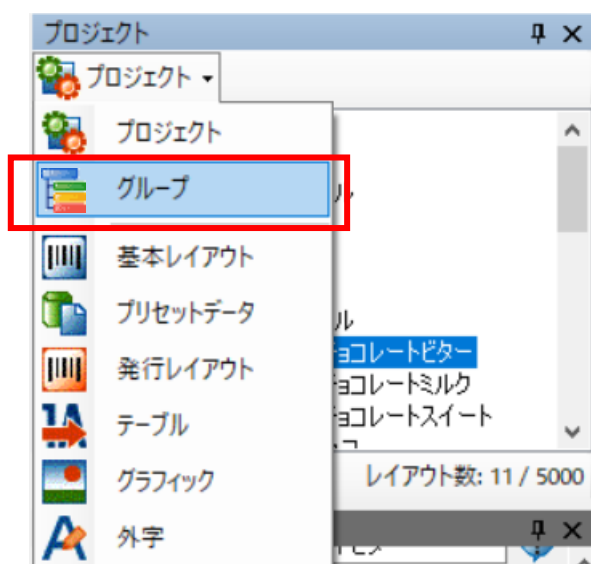 プロジェクト
プロジェクト
プロジェクト
グループ
基本レイアウト
プリセットデータ
発行レイアウト
テーブル
グラフィック
外字
ル
ル
ョコレートビター
ョコレートミルク
ョコレートスイート
レイアウト数: 11 / 5000